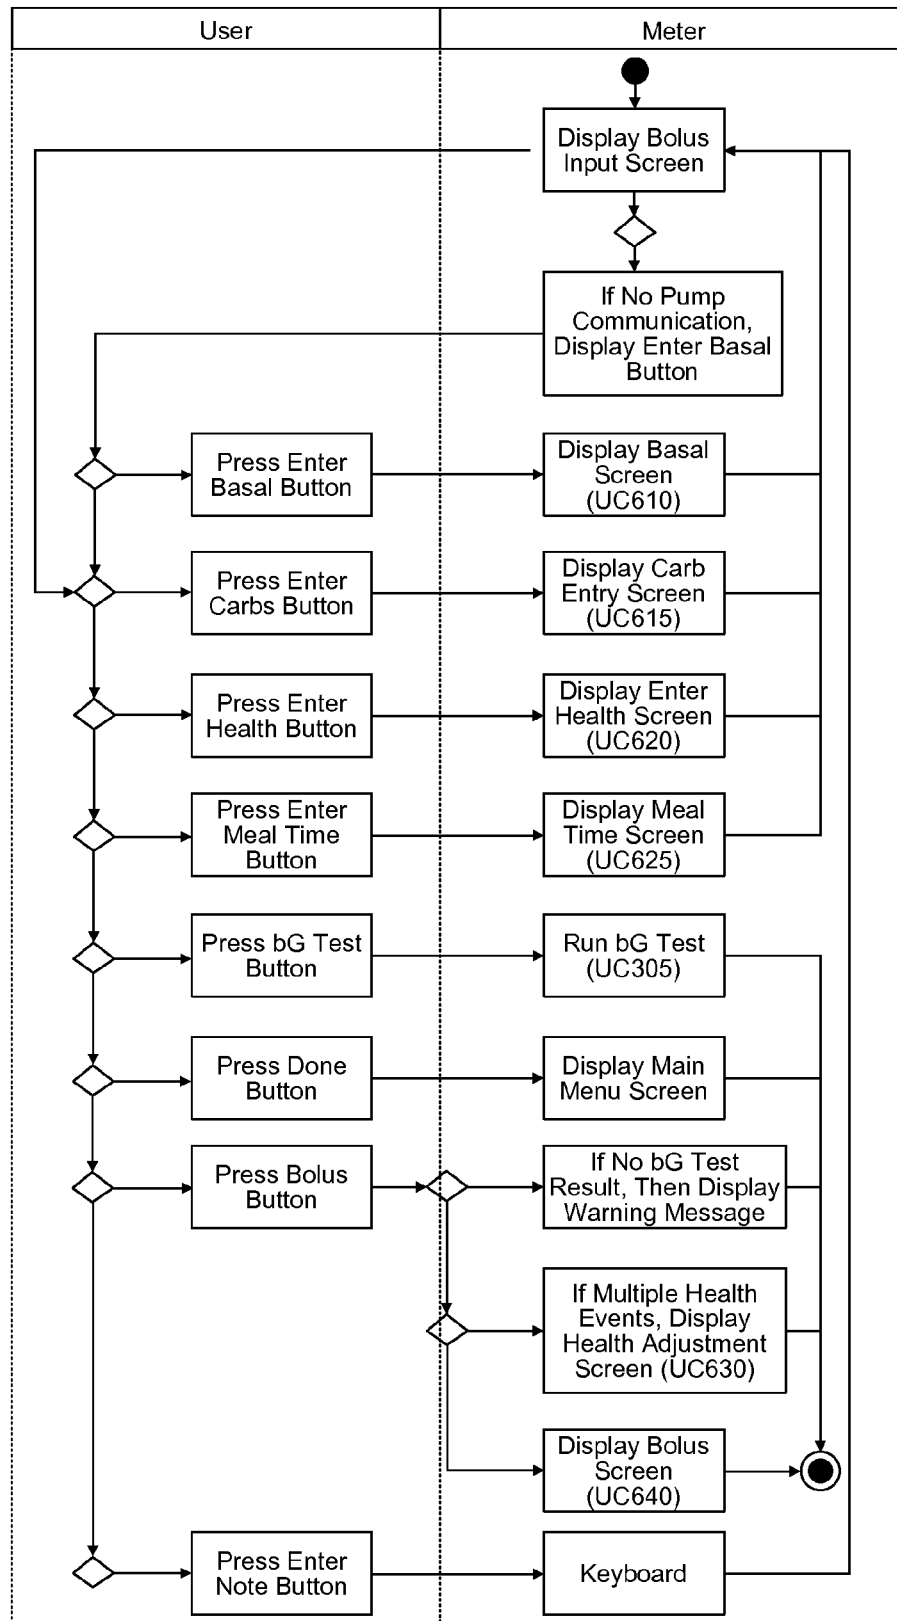 User
Meter
Display Bolus
Input Screen
If No Pump
Communication,
Display Enter Basal
Button
Press Enter
Basal Button
Display Basal
Screen
(UC610)
Press Enter
Carbs Button
Display Carb
Entry Screen
(UC615)
Press Enter
Health Button
Display Enter
Health Screen
(UC620)
Press Enter
Meal Time
Button
Display Meal
Time Screen
(UC625)
Press bG Test
Button
Run bG Test
(UC305)
Press Done
Button
Display Main
Menu Screen
Press Bolus
Button
If No bG Test
Result, Then Display
Warning Message
If Multiple Health
Events, Display
Health Adjustment
Screen (UC630)
Display Bolus
Screen
(UC640)
Press Enter
Note Button
Keyboard